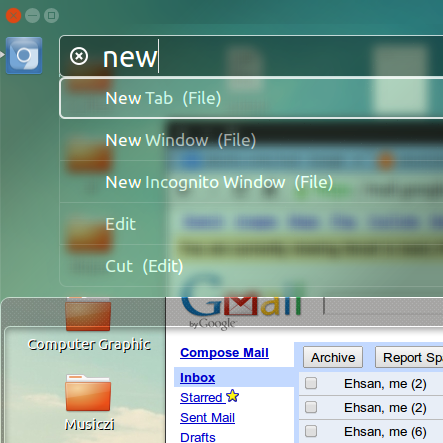 new
New Tab (File)
New Window (File)
New Incognito Window (File)
Edit
Cut (Edit)
Gmail
by Google
Computer Graphic
Compose Mail
Archive
Report Sp
Inbox
Ehsan, me (2)
Starred
Ehsan, me (2)
Musiczi
Sent Mail
Ehsan, me (6)
Drafts